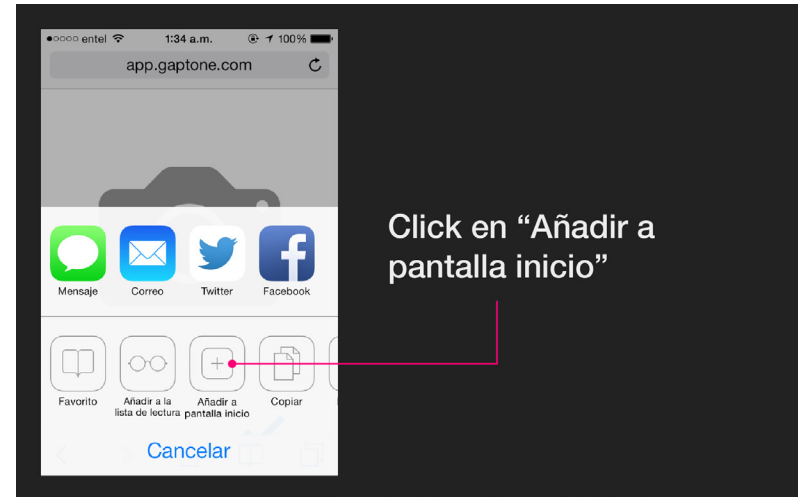 entel 1:34 a.m. 100%
app.gaptone.com
Click en “Añadir a
pantalla inicio”
Mensaje Correo Twitter Facebook
Favorito Añadir a la lista de lectura Añadir a pantalla inicio Copiar
Cancelar